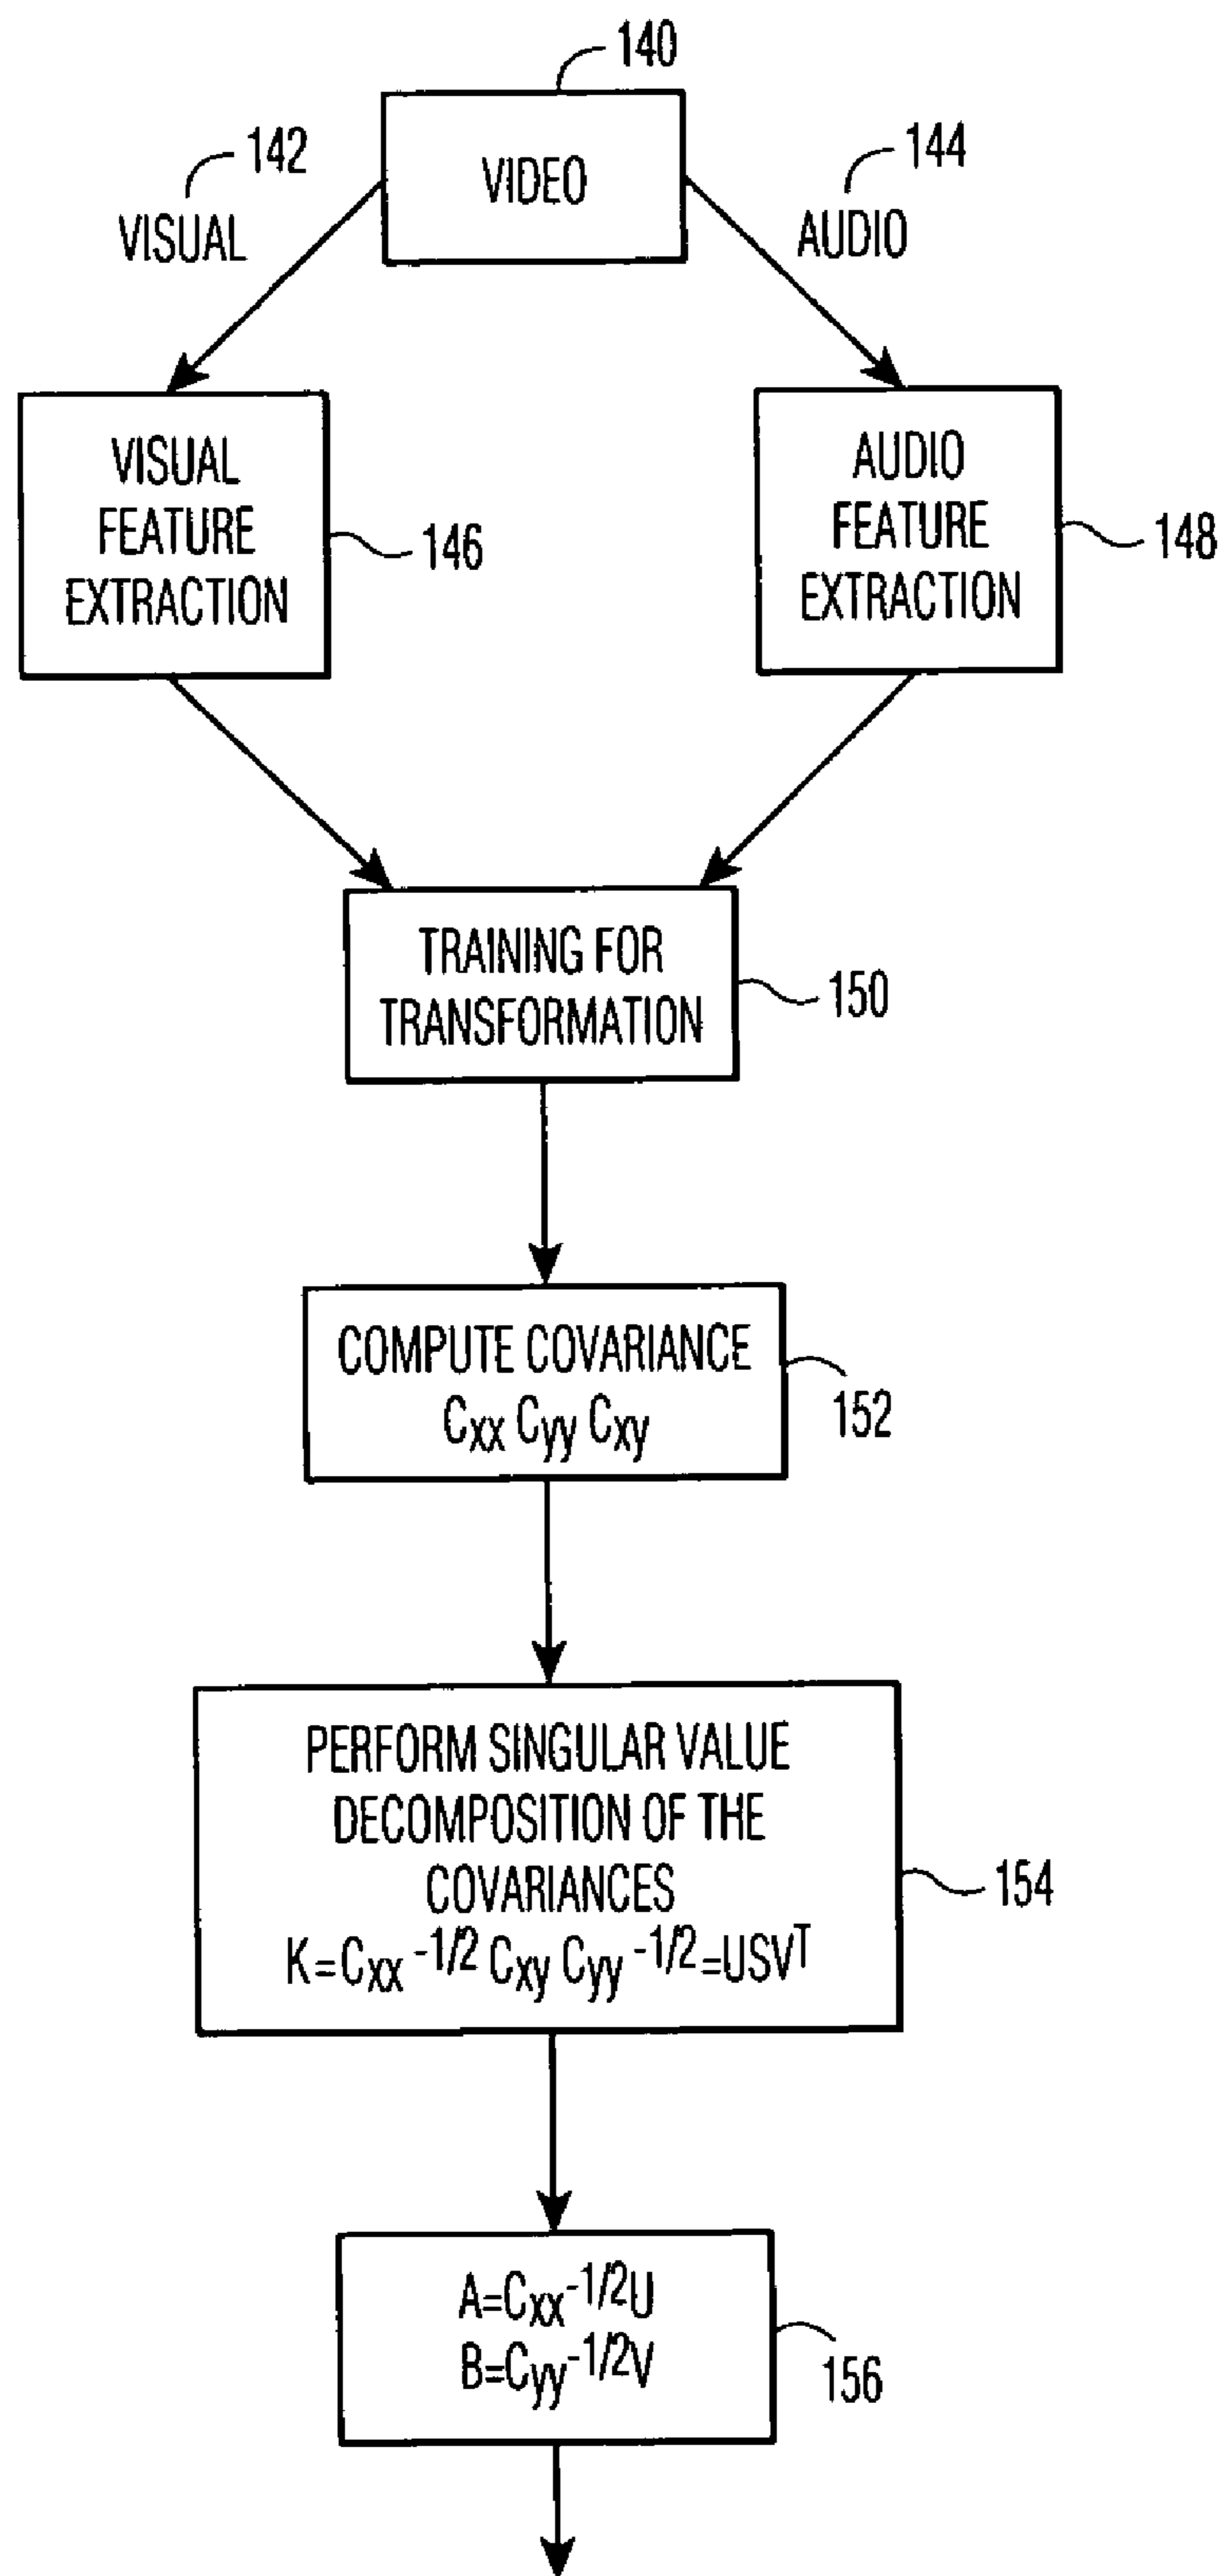 140
VIDEO
142
VISUAL
144
AUDIO
VISUAL
FEATURE
EXTRACTION
146
AUDIO
FEATURE
EXTRACTION
148
TRAINING FOR
TRANSFORMATION
150
COMPUTE COVARIANCE
Cxx Cyy Cxy
152
PERFORM SINGULAR VALUE
DECOMPOSITION OF THE
COVARIANCES
K=Cxx^-1/2 Cxy Cyy^-1/2=USV^T
154
A=Cxx^-1/2U
B=Cyy^-1/2V
156